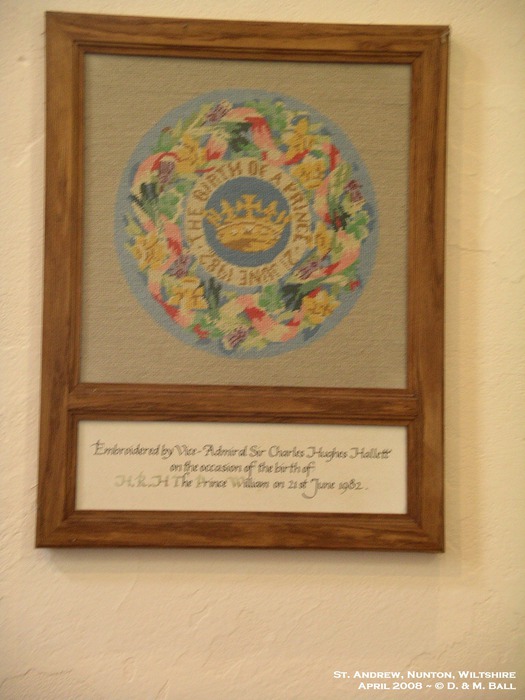 THE BIRTH OF A PRINCE · 21 JUNE 1982 ·
Embroidered by Vice-Admiral Sir Charles Hughes Hallett
on the occasion of the birth of
H.R.H The Prince William on 21st June 1982.
St. Andrew, Nunton, Wiltshire
April 2008 ~ © D. & M. Ball